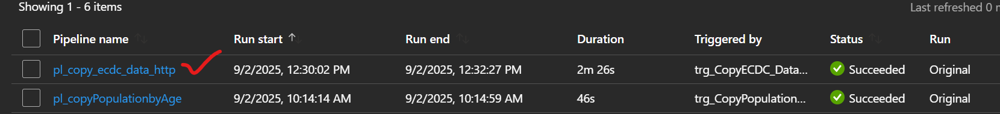 Showing 1 - 6 items
Last refreshed 0
Pipeline name Run start Run end Duration Triggered by Status Run
pl_copy_ecdc_data_http 9/2/2025, 12:30:02 PM 9/2/2025, 12:32:27 PM 2m 26s trg_CopyECDC_Data... Succeeded Original
pl_copyPopulationbyAge 9/2/2025, 10:14:14 AM 9/2/2025, 10:14:59 AM 46s trg_CopyPopulation... Succeeded Original